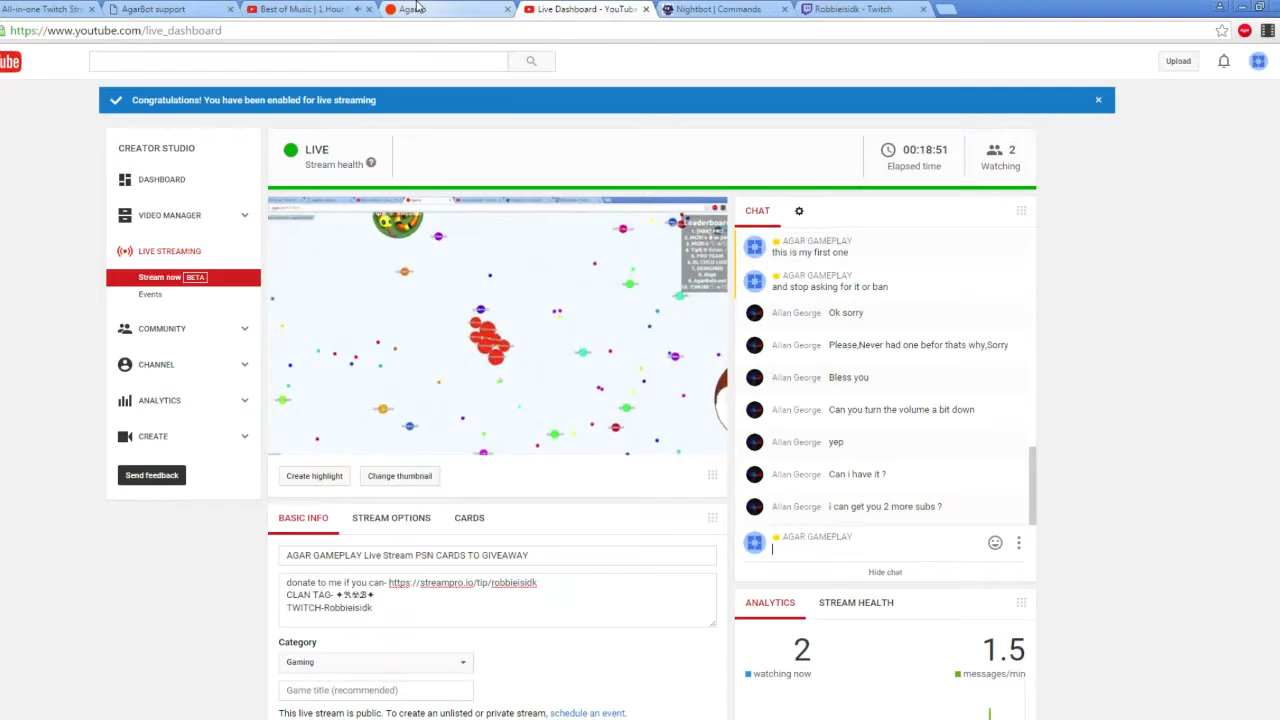 All-in-one Twitch Stre
AgarBot support
Best of Music | 1 Hour
Live Dashboard - YouTube
Nightbot | Commands
Robbieisidk - Twitch
https://www.youtube.com/live_dashboard
Upload
Congratulations! You have been enabled for live streaming
CREATOR STUDIO
DASHBOARD
VIDEO MANAGER
LIVE STREAMING
Stream now BETA
Events
COMMUNITY
CHANNEL
ANALYTICS
CREATE
Send feedback
LIVE
Stream health
00:18:51
Elapsed time
2
Watching
Create highlight
Change thumbnail
BASIC INFO
STREAM OPTIONS
CARDS
AGAR GAMEPLAY Live Stream PSN CARDS TO GIVEAWAY
donate to me if you can- https://streampro.io/tip/robbieisidk
CLAN TAG-
TWITCH-Robbieisidk
Category
Gaming
Game title (recommended)
This live stream is public. To create an unlisted or private stream, schedule an event.
CHAT
AGAR GAMEPLAY
this is my first one
AGAR GAMEPLAY
and stop asking for it or ban
Allan George Ok sorry
Allan George Please,Never had one befor thats why,Sorry
Allan George Bless you
Allan George Can you turn the volume a bit down
Allan George yep
Allan George Can i have it ?
Allan George i can get you 2 more subs ?
AGAR GAMEPLAY
Hide chat
ANALYTICS
STREAM HEALTH
2
watching now
1.5
messages/min